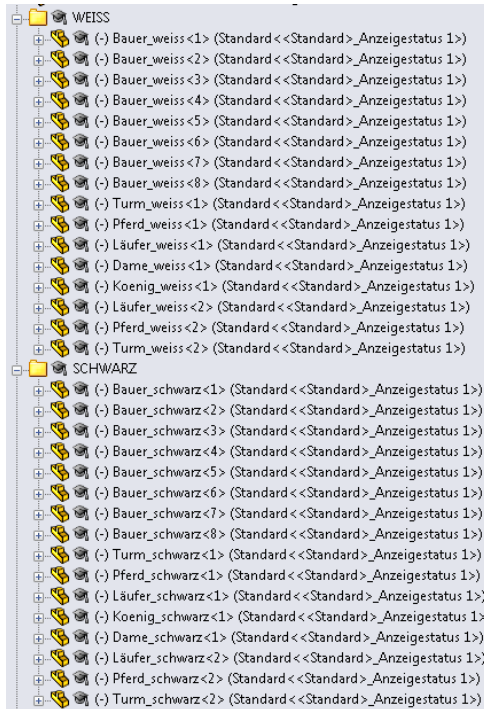 WEISS
(-) Bauer_weiss<1> (Standard<<Standard>_Anzeigestatus 1>)
(-) Bauer_weiss<2> (Standard<<Standard>_Anzeigestatus 1>)
(-) Bauer_weiss<3> (Standard<<Standard>_Anzeigestatus 1>)
(-) Bauer_weiss<4> (Standard<<Standard>_Anzeigestatus 1>)
(-) Bauer_weiss<5> (Standard<<Standard>_Anzeigestatus 1>)
(-) Bauer_weiss<6> (Standard<<Standard>_Anzeigestatus 1>)
(-) Bauer_weiss<7> (Standard<<Standard>_Anzeigestatus 1>)
(-) Bauer_weiss<8> (Standard<<Standard>_Anzeigestatus 1>)
(-) Turm_weiss<1> (Standard<<Standard>_Anzeigestatus 1>)
(-) Pferd_weiss<1> (Standard<<Standard>_Anzeigestatus 1>)
(-) Läufer_weiss<1> (Standard<<Standard>_Anzeigestatus 1>)
(-) Dame_weiss<1> (Standard<<Standard>_Anzeigestatus 1>)
(-) Koenig_weiss<1> (Standard<<Standard>_Anzeigestatus 1>)
(-) Läufer_weiss<2> (Standard<<Standard>_Anzeigestatus 1>)
(-) Pferd_weiss<2> (Standard<<Standard>_Anzeigestatus 1>)
(-) Turm_weiss<2> (Standard<<Standard>_Anzeigestatus 1>)
SCHWARZ
(-) Bauer_schwarz<1> (Standard<<Standard>_Anzeigestatus 1>)
(-) Bauer_schwarz<2> (Standard<<Standard>_Anzeigestatus 1>)
(-) Bauer_schwarz<3> (Standard<<Standard>_Anzeigestatus 1>)
(-) Bauer_schwarz<4> (Standard<<Standard>_Anzeigestatus 1>)
(-) Bauer_schwarz<5> (Standard<<Standard>_Anzeigestatus 1>)
(-) Bauer_schwarz<6> (Standard<<Standard>_Anzeigestatus 1>)
(-) Bauer_schwarz<7> (Standard<<Standard>_Anzeigestatus 1>)
(-) Bauer_schwarz<8> (Standard<<Standard>_Anzeigestatus 1>)
(-) Turm_schwarz<1> (Standard<<Standard>_Anzeigestatus 1>)
(-) Pferd_schwarz<1> (Standard<<Standard>_Anzeigestatus 1>)
(-) Läufer_schwarz<1> (Standard<<Standard>_Anzeigestatus 1>)
(-) Koenig_schwarz<1> (Standard<<Standard>_Anzeigestatus 1>
(-) Dame_schwarz<1> (Standard<<Standard>_Anzeigestatus 1>)
(-) Läufer_schwarz<2> (Standard<<Standard>_Anzeigestatus 1>)
(-) Pferd_schwarz<2> (Standard<<Standard>_Anzeigestatus 1>)
(-) Turm_schwarz<2> (Standard<<Standard>_Anzeigestatus 1>)